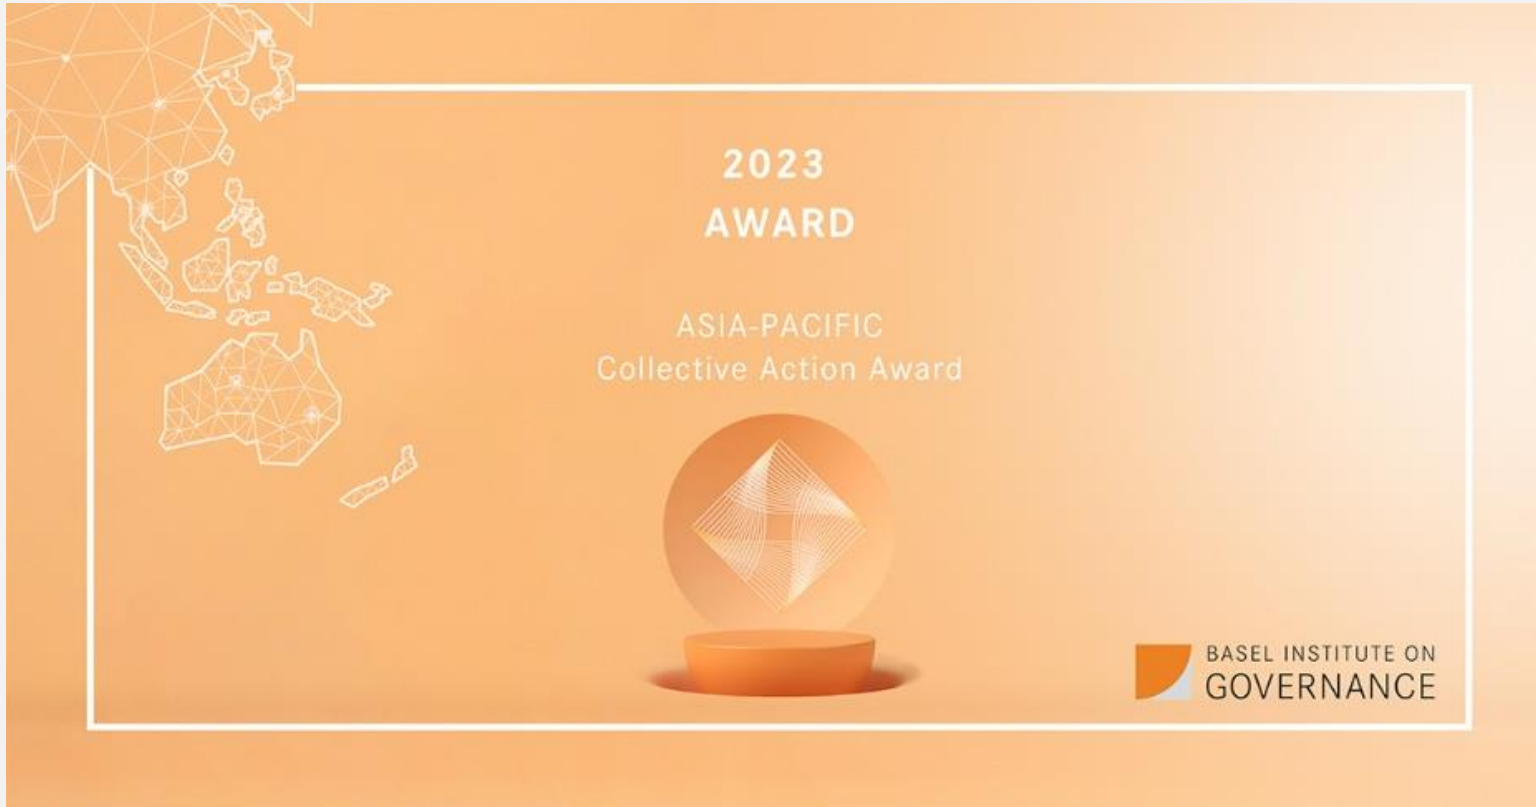 2023
AWARD
ASIA-PACIFIC
Collective Action Award
BASEL INSTITUTE ON
GOVERNANCE